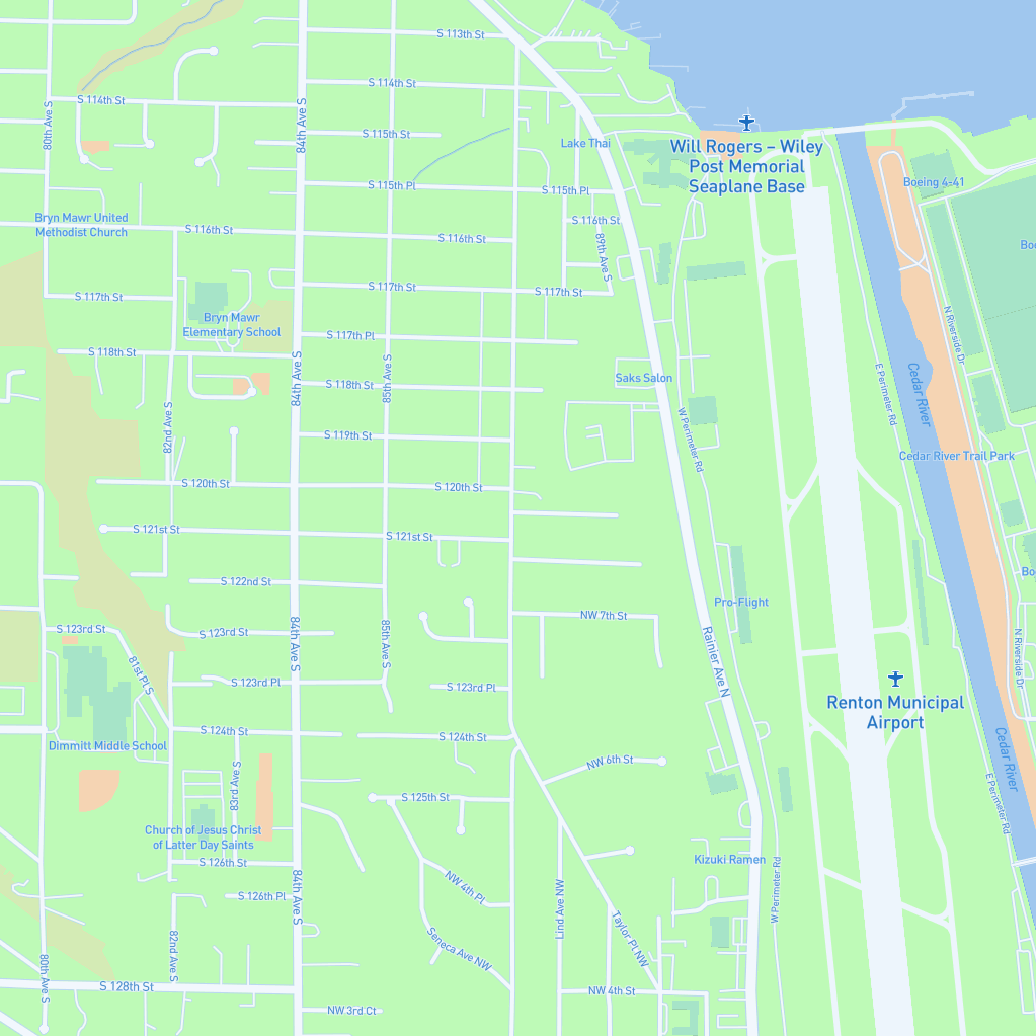 S 113th St
S 114th St
S 114th St
80th Ave S
84th Ave S
S 115th St
Lake Thai
Will Rogers – Wiley
Post Memorial
Seaplane Base
Boeing 4-41
S 115th Pl
S 115th Pl
Bryn Mawr United
Methodist Church
S 116th St
S 116th St
S 116th St
89th Ave S
Boe
S 117th St
S 117th St
S 117th St
Bryn Mawr
Elementary School
S 117th Pl
N Riverside Dr
S 118th St
84th Ave S
85th Ave S
S 118th St
Saks Salon
E Perimeter Rd
Cedar River
82nd Ave S
S 119th St
W Perimeter Rd
Cedar River Trail Park
S 120th St
S 120th St
S 121st St
S 121st St
S 122nd St
Boe
Pro-Flight
NW 7th St
S 123rd St
S 123rd St
84th Ave S
85th Ave S
81st Pl S
Rainier Ave N
N Riverside Dr
S 123rd Pl
S 123rd Pl
Renton Municipal
Airport
S 124th St
S 124th St
Dimmitt Middle School
Cedar River
NW 6th St
83rd Ave S
E Perimeter Rd
S 125th St
Church of Jesus Christ
of Latter Day Saints
S 126th St
Kizuki Ramen
W Perimeter Rd
NW 4th Pl
84th Ave S
S 126th Pl
Lind Ave NW
Taylor Pl NW
82nd Ave S
Seneca Ave NW
80th Ave S
S 128th St
NW 4th St
NW 3rd Ct